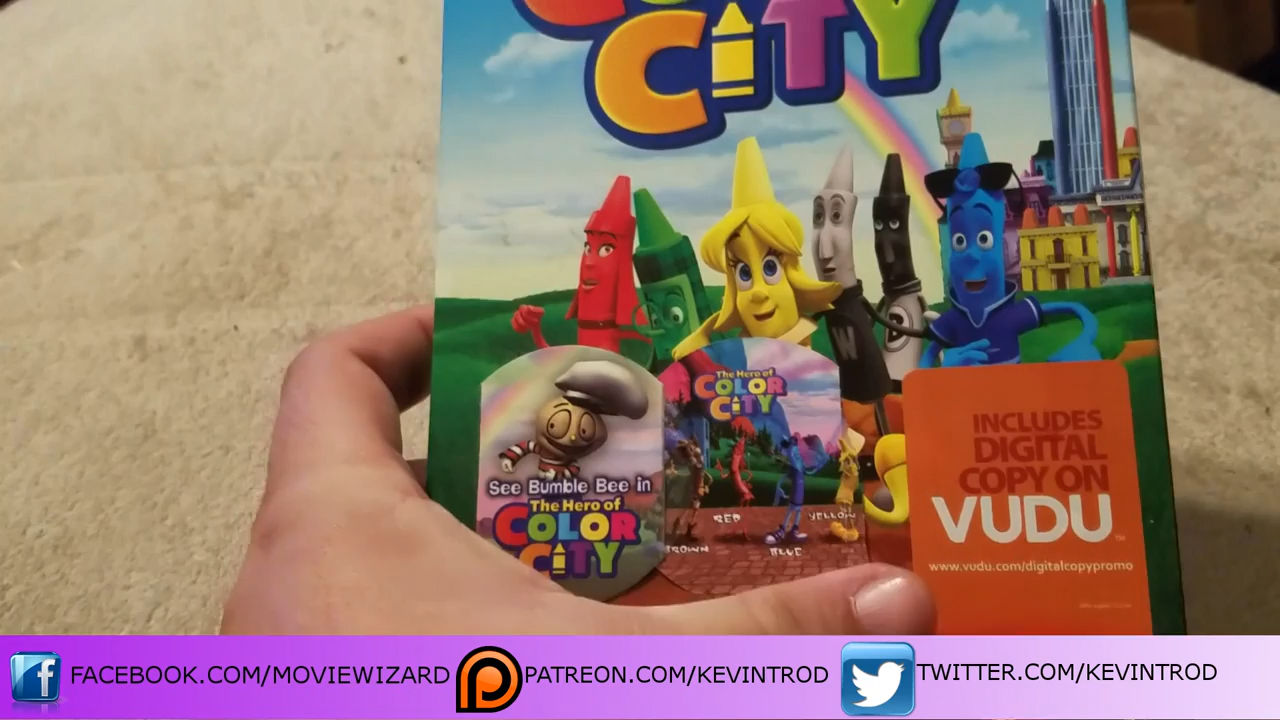 CITY
The Hero of
COLOR
CITY
See Bumble Bee in
The Hero of
COLOR
CITY
RED
YELLOW
BROWN
BLUE
W
INCLUDES
DIGITAL
COPY ON
VUDU™
www.vudu.com/digitalcopypromo
FACEBOOK.COM/MOVIEWIZARD
PATREON.COM/KEVINTROD
TWITTER.COM/KEVINTROD